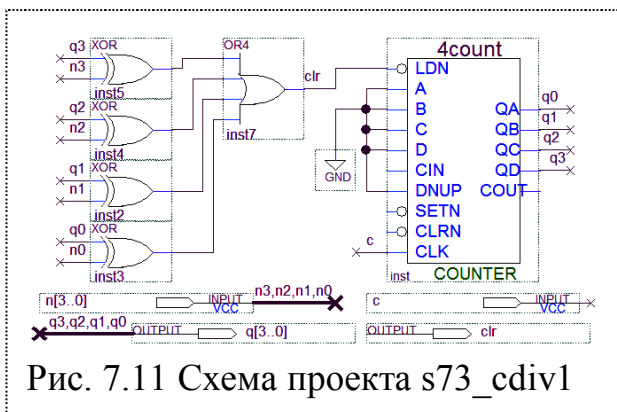 q3 XOR
n3
inst5
q2 XOR
n2
inst4
q1 XOR
n1
inst2
q0 XOR
n0
inst3
OR4
inst7
clr
GND
4count
LDN
A
B
C
D
CIN
DNUP
SETN
CLRN
CLK
QA
QB
QC
QD
COUT
q0
q1
q2
q3
c
inst
COUNTER
n[3..0] INPUT VCC n3,n2,n1,n0
c INPUT VCC
q3,q2,q1,q0 OUTPUT q[3..0]
OUTPUT clr
Рис. 7.11 Схема проекта s73_cdiv1